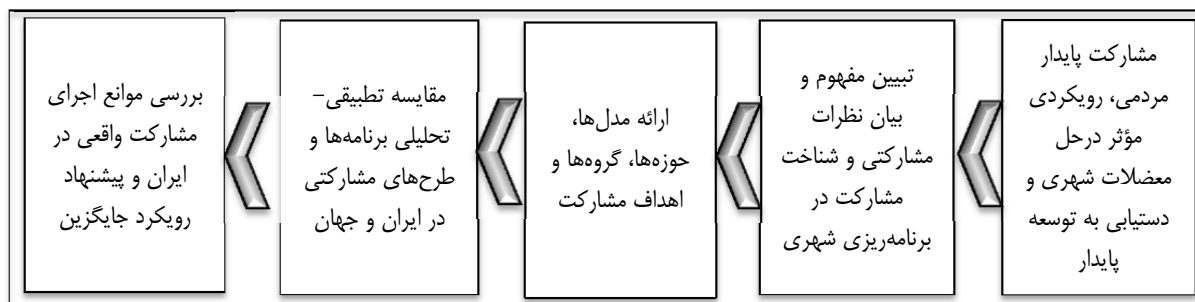 مشارکت پایدار
مردمی، رویکردی
مؤثر درحل
معضلات شهری و
دستیابی به توسعه
پایدار
تبیین مفهوم و
بیان نظرات
مشارکتی و شناخت
مشارکت در
برنامه‌ریزی شهری
ارائه مدل‌ها،
حوزه‌ها، گروه‌ها و
اهداف مشارکت
مقایسه تطبیقی-
تحلیلی برنامه‌ها و
طرح‌های مشارکتی
در ایران و جهان
بررسی موانع اجرای
مشارکت واقعی در
ایران و پیشنهاد
رویکرد جایگزین